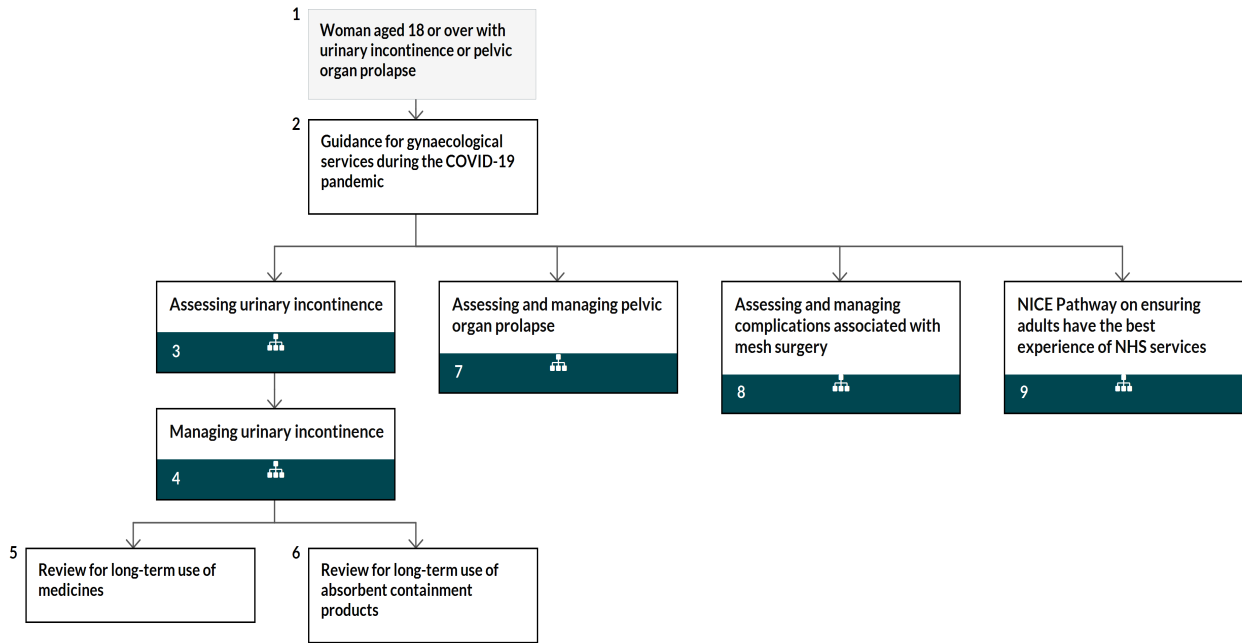 1
Woman aged 18 or over with
urinary incontinence or pelvic
organ prolapse
2
Guidance for gynaecological
services during the COVID-19
pandemic
Assessing urinary incontinence
3
Assessing and managing pelvic
organ prolapse
7
Assessing and managing
complications associated with
mesh surgery
8
NICE Pathway on ensuring
adults have the best
experience of NHS services
9
Managing urinary incontinence
4
5
Review for long-term use of
medicines
6
Review for long-term use of
absorbent containment
products